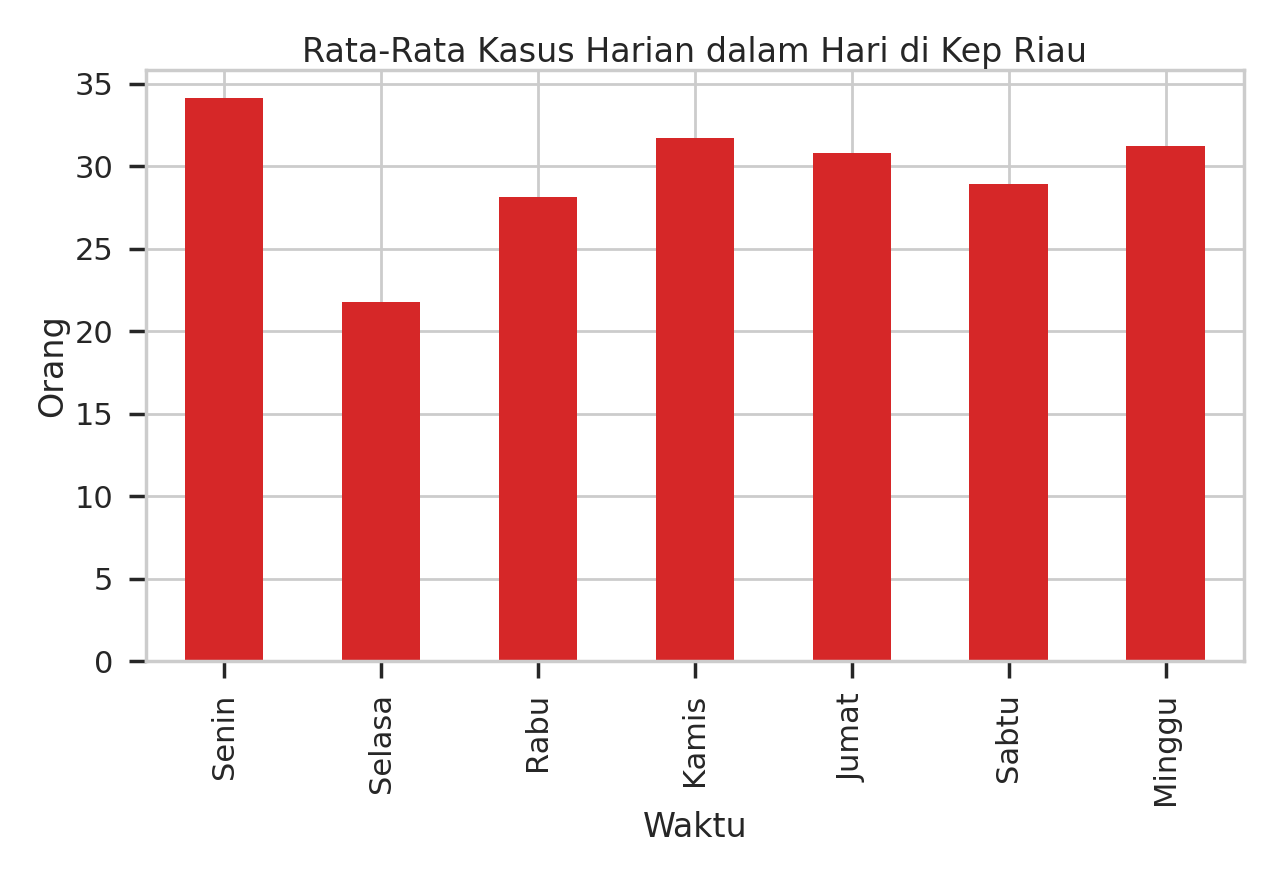 Rata-Rata Kasus Harian dalam Hari di Kep Riau
35
30
25
20
15
10
5
0
Orang
Senin
Selasa
Rabu
Kamis
Jumat
Sabtu
Minggu
Waktu